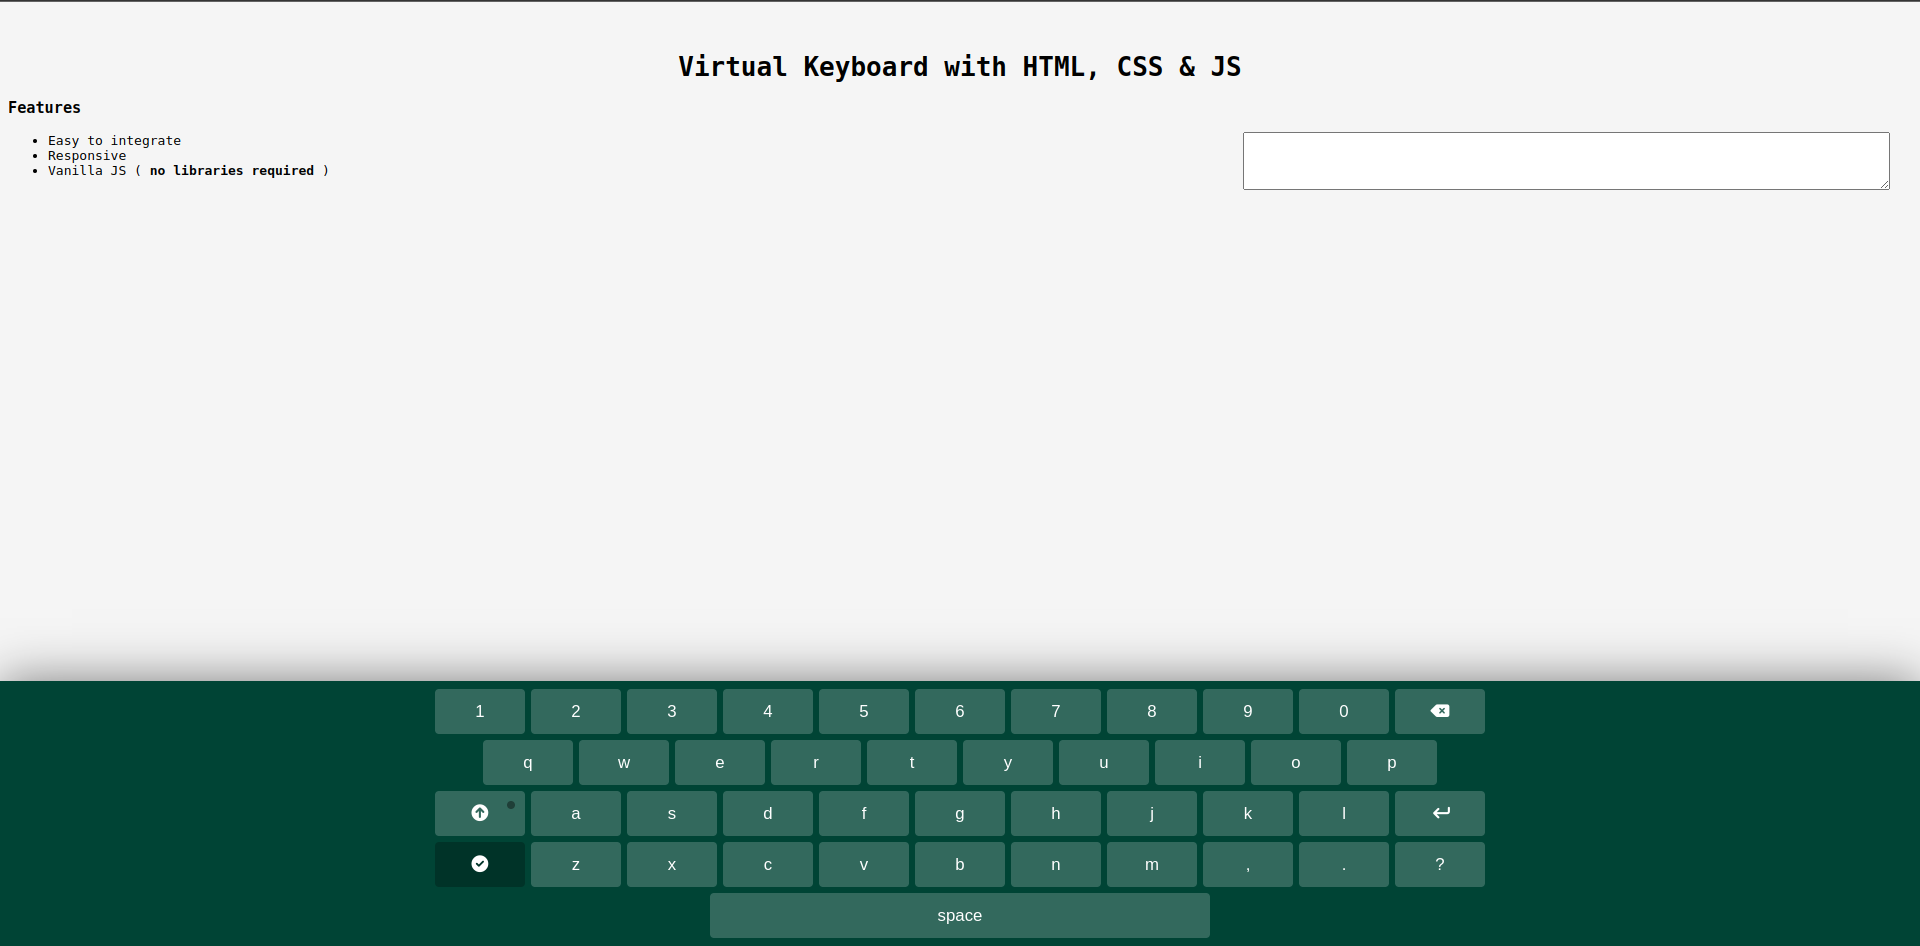 Virtual Keyboard with HTML, CSS & JS
Features
Easy to integrate
Responsive
Vanilla JS ( no libraries required )
1 2 3 4 5 6 7 8 9 0
q w e r t y u i o p
a s d f g h j k l
z x c v b n m , . ?
space